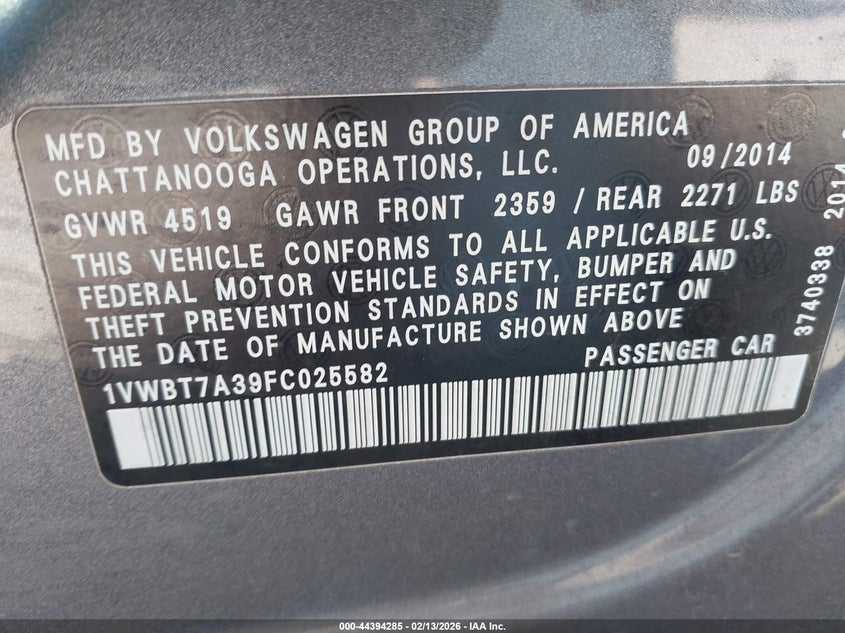 MFD BY VOLKSWAGEN GROUP OF AMERICA
CHATTANOOGA OPERATIONS, LLC. 09/2014
GVWR 4519 GAWR FRONT 2359 / REAR 2271 LBS
THIS VEHICLE CONFORMS TO ALL APPLICABLE U.S.
FEDERAL MOTOR VEHICLE SAFETY, BUMPER AND
THEFT PREVENTION STANDARDS IN EFFECT ON
THE DATE OF MANUFACTURE SHOWN ABOVE
1VWBT7A39FC025582 PASSENGER CAR
3740338 2014
000-44394285 - 02/13/2026 - IAA Inc.